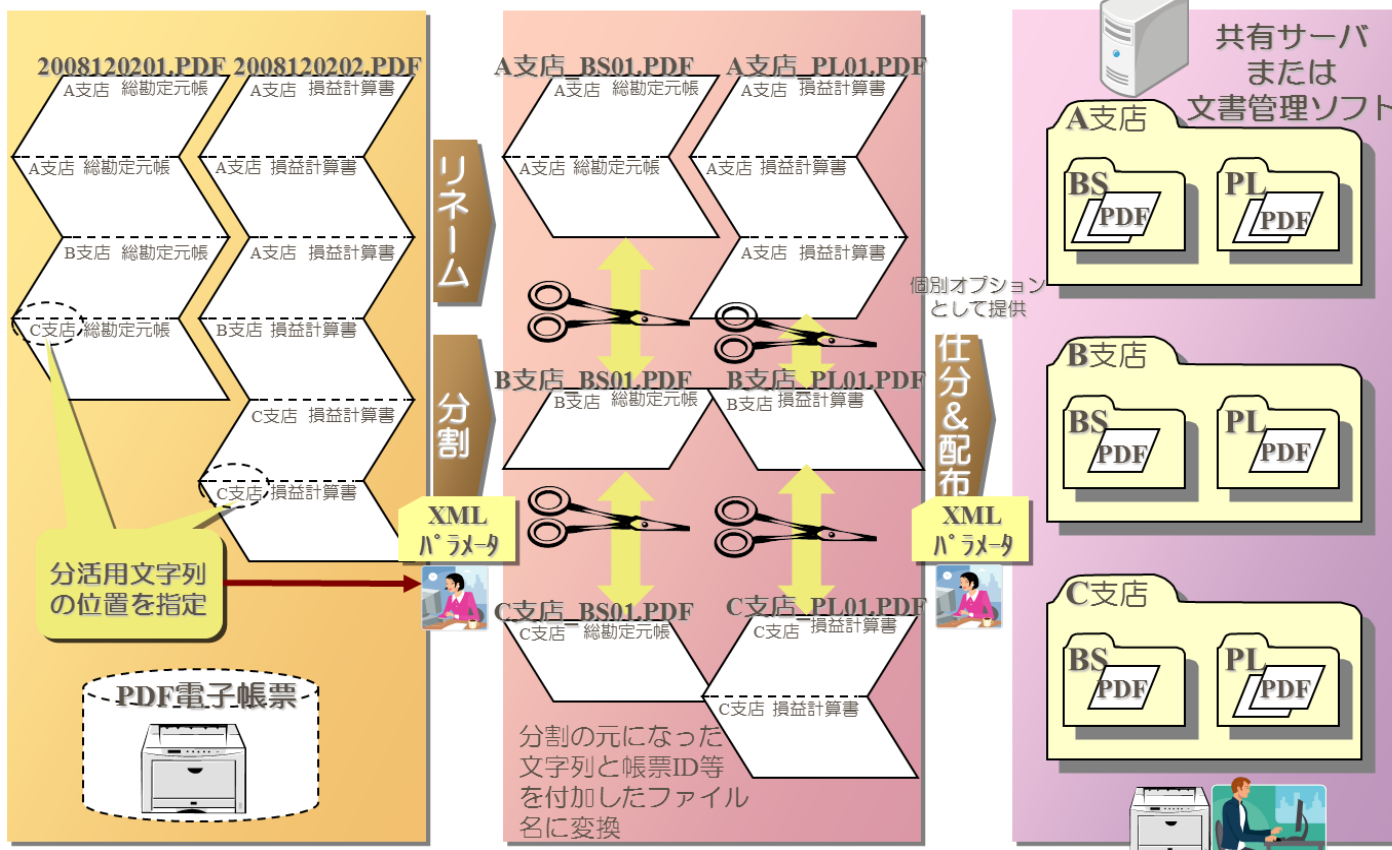 2008120201.PDF
2008120202.PDF
A支店 総勘定元帳
A支店 損益計算書
A支店 総勘定元帳
A支店 損益計算書
B支店 総勘定元帳
A支店 損益計算書
C支店 総勘定元帳
B支店 損益計算書
C支店 損益計算書
C支店 損益計算書
分活用文字列
の位置を指定
PDF電子帳票
リネーム
分割
XML
ﾊﾟﾗﾒｰﾀ
A支店_BS01.PDF
A支店_PL01.PDF
A支店 総勘定元帳
A支店 損益計算書
A支店 総勘定元帳
A支店 損益計算書
A支店 損益計算書
B支店_BS01.PDF
B支店_PL01.PDF
B支店 総勘定元帳
B支店 損益計算書
C支店_BS01.PDF
C支店_PL01.PDF
C支店 総勘定元帳
C支店 損益計算書
C支店 損益計算書
分割の元になった
文字列と帳票ID等
を付加したファイル
名に変換
個別オプション
として提供
仕分&配布
XML
ﾊﾟﾗﾒｰﾀ
共有サーバ
または
文書管理ソフト
A支店
BS
PDF
PL
PDF
B支店
BS
PDF
PL
PDF
C支店
BS
PDF
PL
PDF